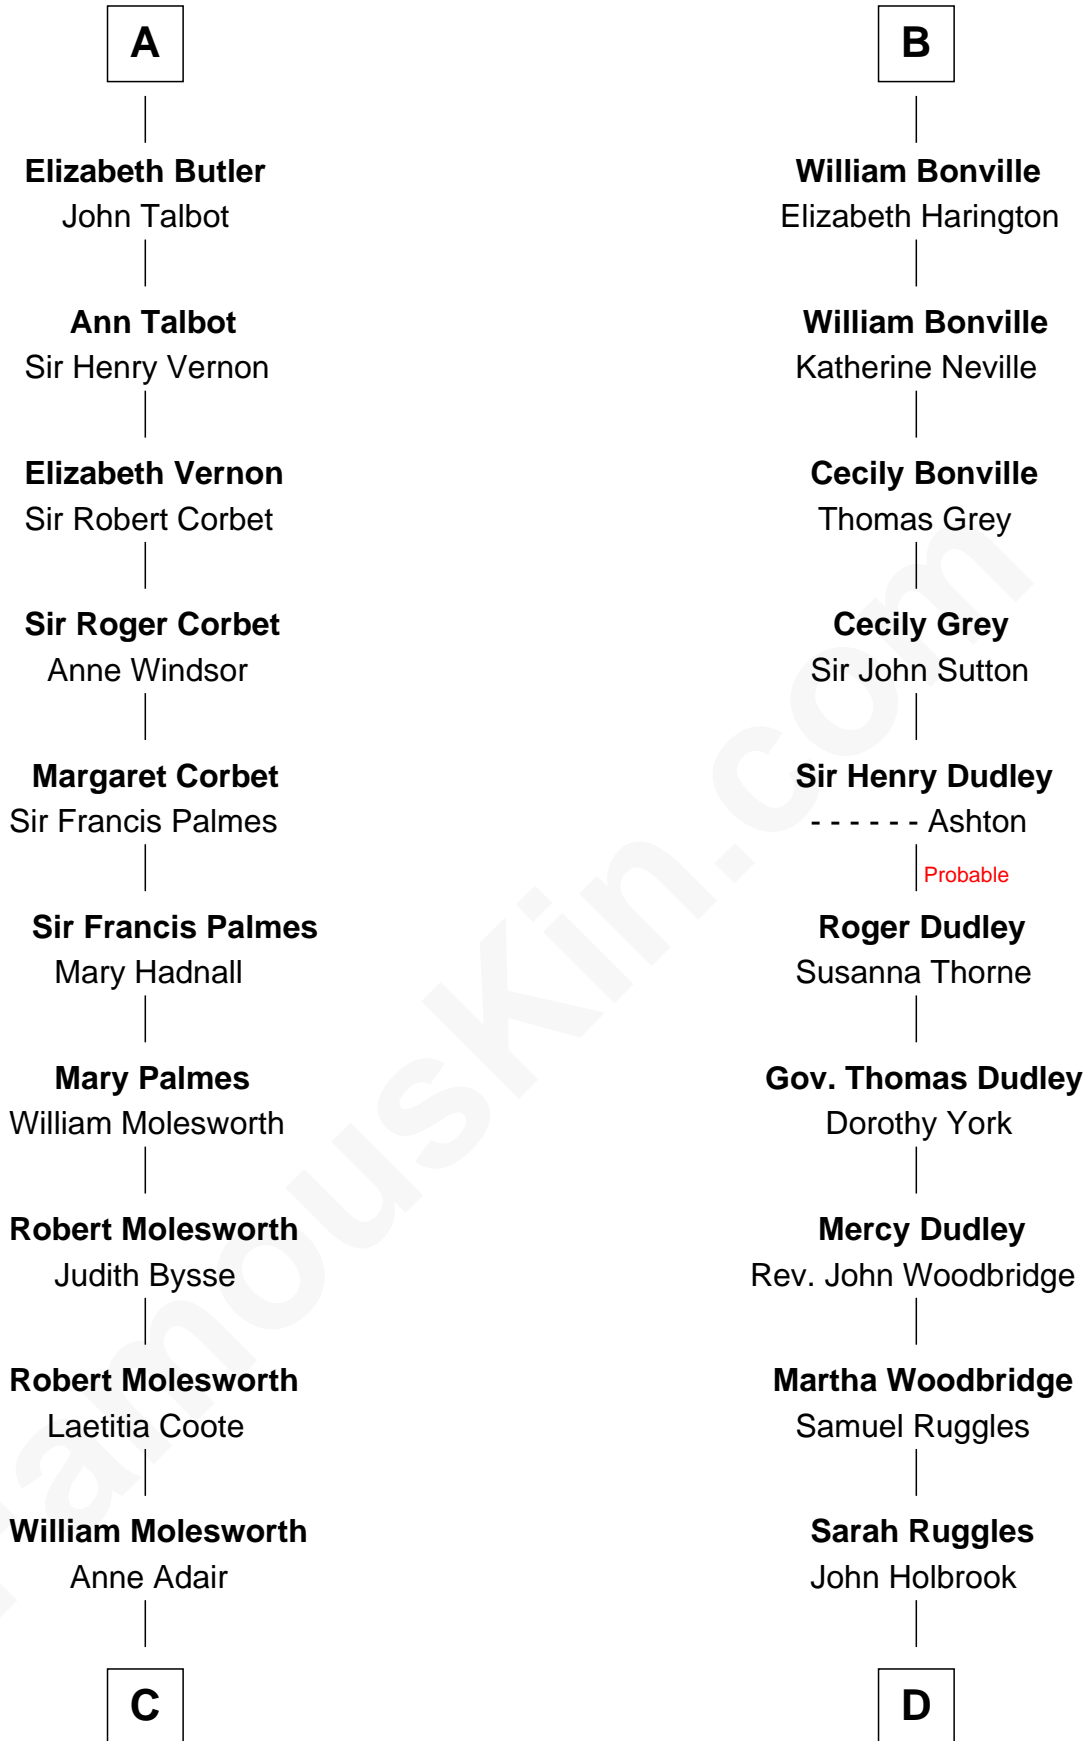 A
Elizabeth Butler
John Talbot
Ann Talbot
Sir Henry Vernon
Elizabeth Vernon
Sir Robert Corbet
Sir Roger Corbet
Anne Windsor
Margaret Corbet
Sir Francis Palmes
Sir Francis Palmes
Mary Hadnall
Mary Palmes
William Molesworth
Robert Molesworth
Judith Bysse
Robert Molesworth
Laetitia Coote
William Molesworth
Anne Adair
C
B
William Bonville
Elizabeth Harington
William Bonville
Katherine Neville
Cecily Bonville
Thomas Grey
Cecily Grey
Sir John Sutton
Sir Henry Dudley
- - - - - - Ashton
Probable
Roger Dudley
Susanna Thorne
Gov. Thomas Dudley
Dorothy York
Mercy Dudley
Rev. John Woodbridge
Martha Woodbridge
Samuel Ruggles
Sarah Ruggles
John Holbrook
D
FamousKin.com